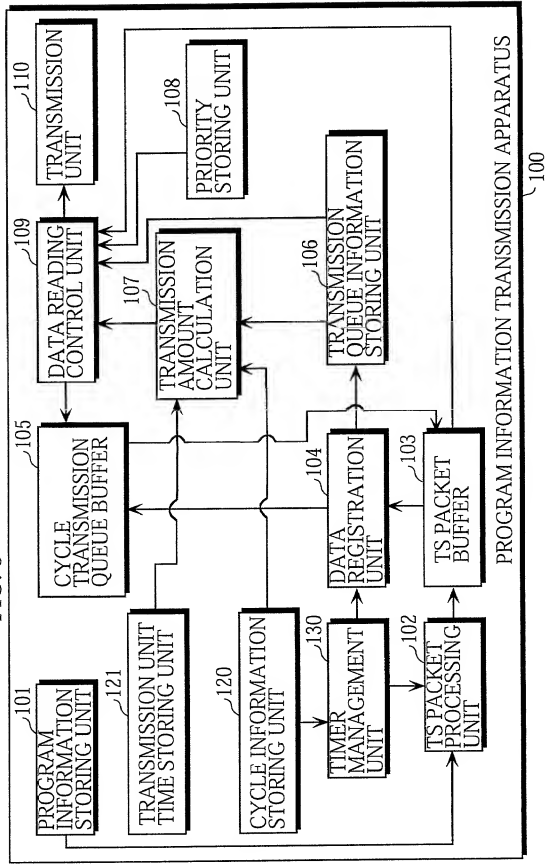 101
PROGRAM
INFORMATION
STORING UNIT
121
TRANSMISSION UNIT
TIME STORING UNIT
120
CYCLE INFORMATION
STORING UNIT
130
TIMER
MANAGEMENT
UNIT
102
TS PACKET
PROCESSING
UNIT
105
CYCLE
TRANSMISSION
QUEUE BUFFER
104
DATA
REGISTRATION
UNIT
103
TS PACKET
BUFFER
109
DATA READING
CONTROL UNIT
107
TRANSMISSION
AMOUNT
CALCULATION
UNIT
106
TRANSMISSION
QUEUE INFORMATION
STORING UNIT
110
TRANSMISSION
UNIT
108
PRIORITY
STORING UNIT
PROGRAM INFORMATION TRANSMISSION APPARATUS
100